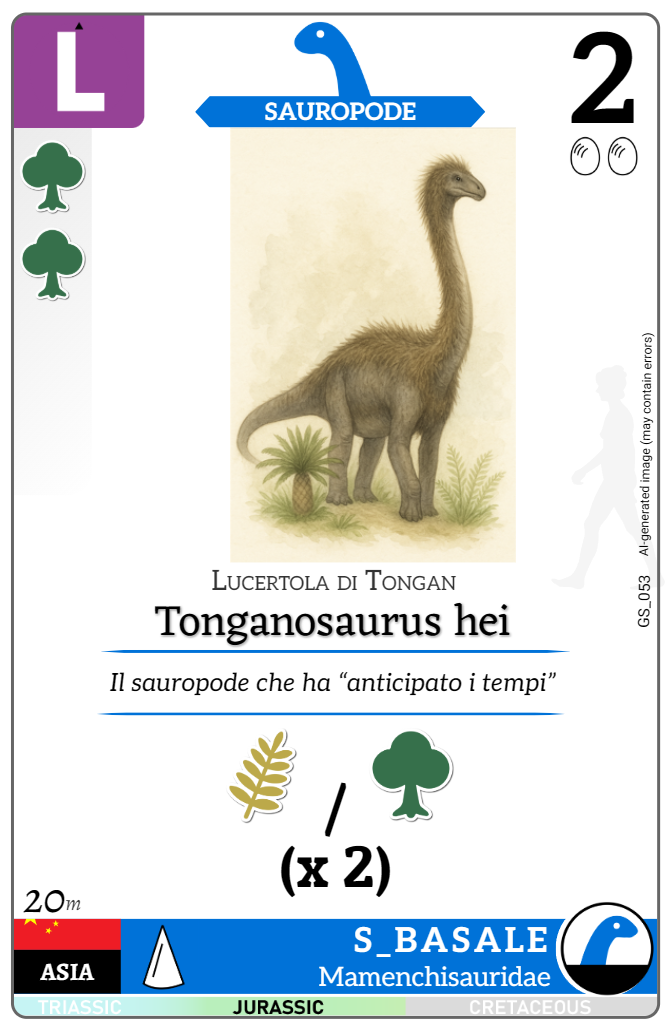 L
SAUROPODE
2
AI-generated image (may contain errors)
GS_053
Lucertola di Tongan
Tonganosaurus hei
Il sauropode che ha “anticipato i tempi”
/
(x 2)
20m
ASIA
S_BASALE
Mamenchisauridae
TRIASSIC JURASSIC CRETACEOUS